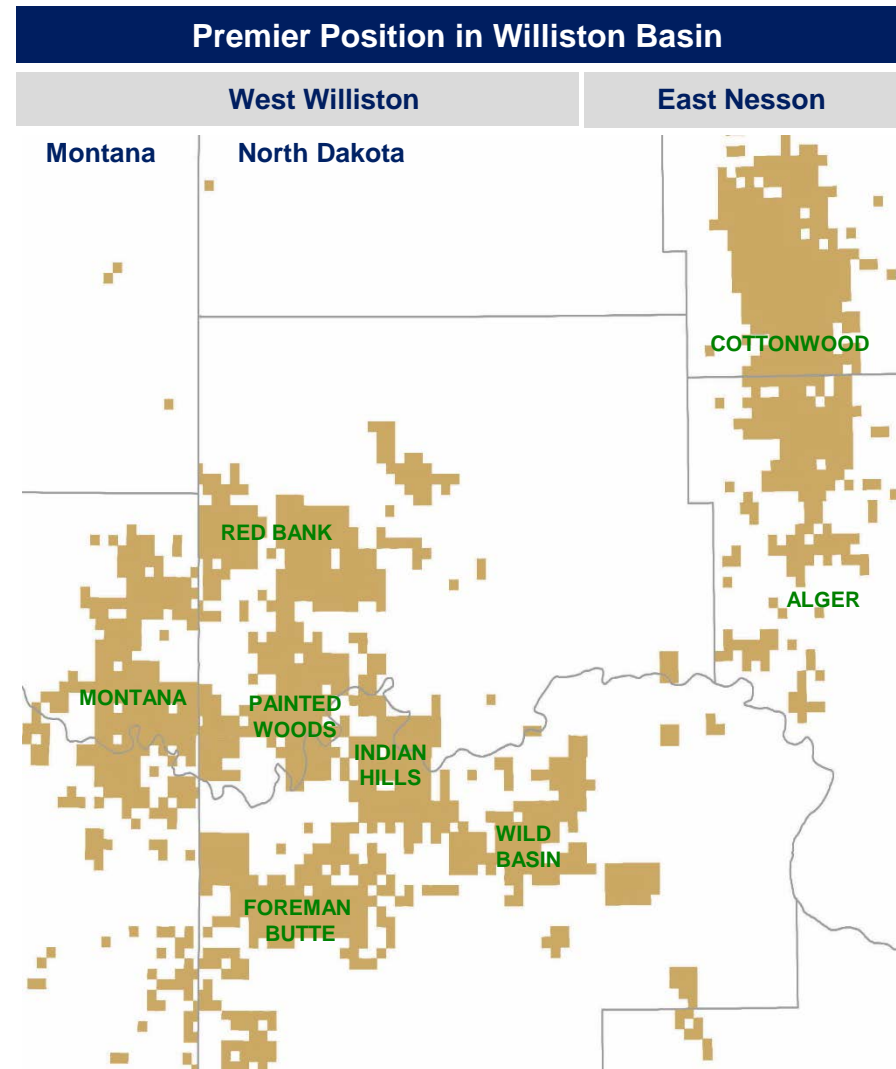 Premier Position in Williston Basin
West Williston
East Nesson
Montana
North Dakota
COTTONWOOD
RED BANK
ALGER
MONTANA
PAINTED
WOODS
INDIAN
HILLS
WILD
BASIN
FOREMAN
BUTTE